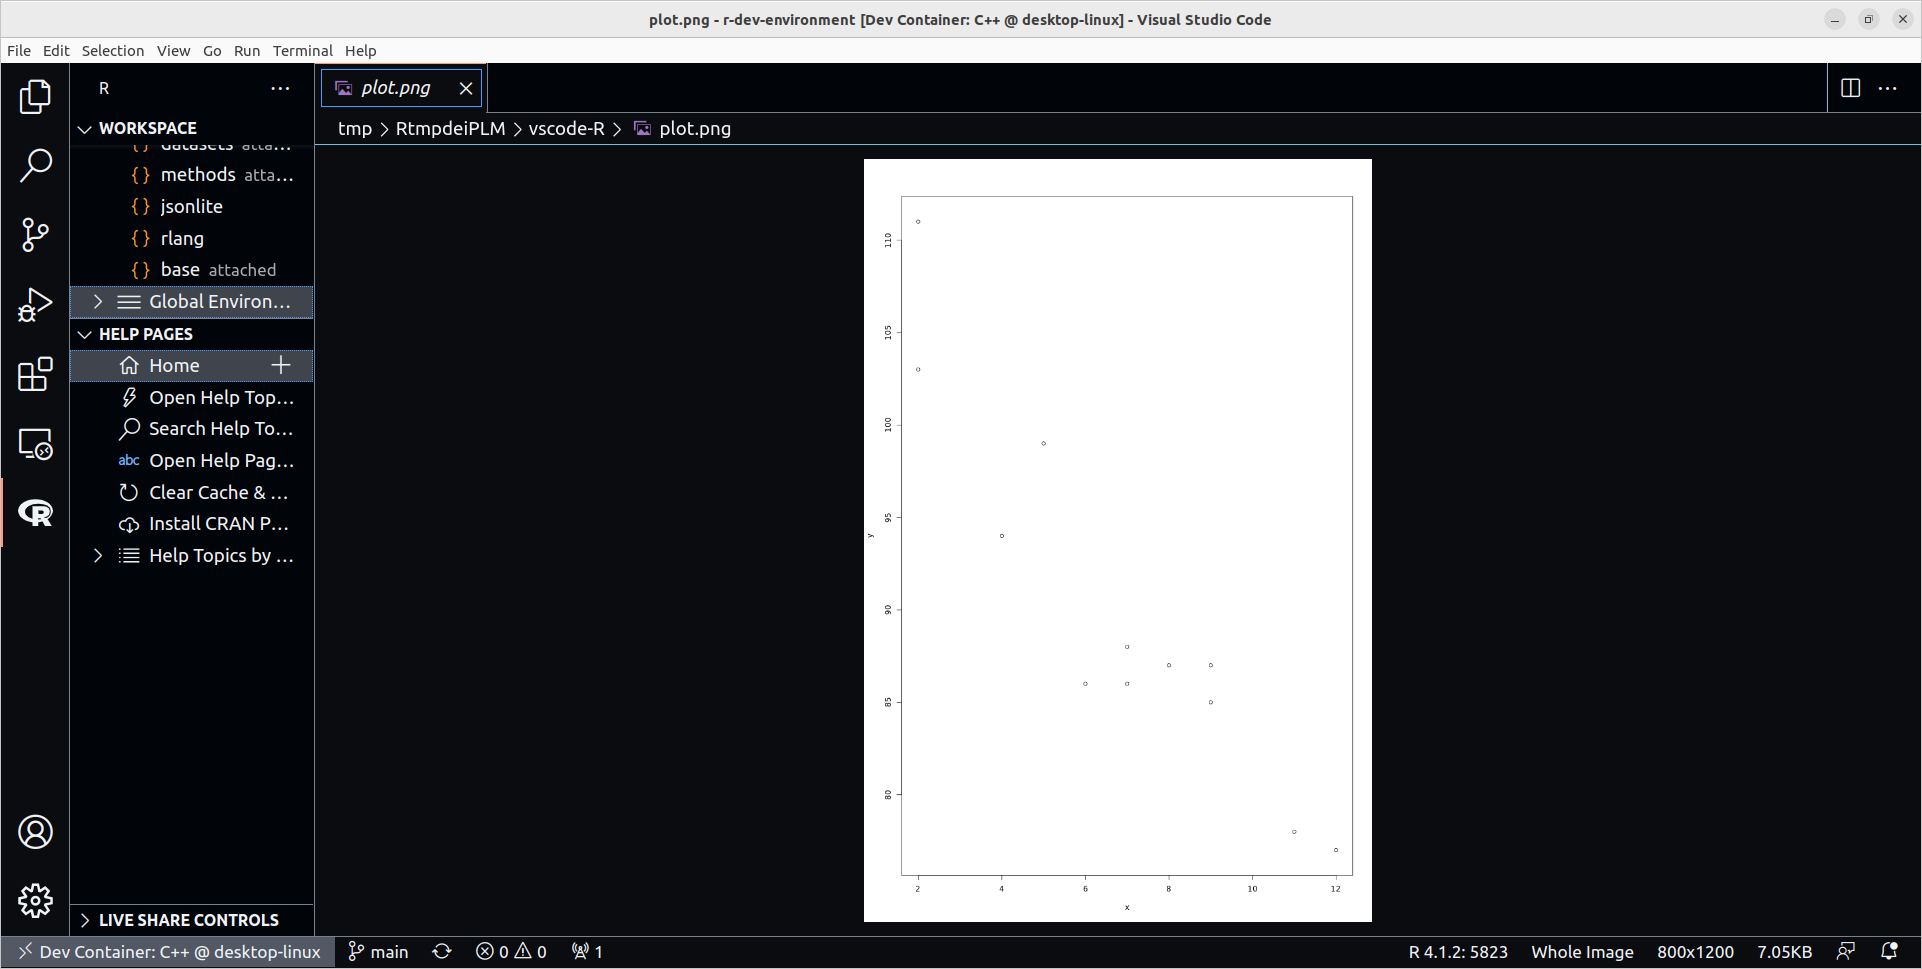 plot.png - r-dev-environment [Dev Container: C++ @ desktop-linux] - Visual Studio Code
File Edit Selection View Go Run Terminal Help
R
WORKSPACE
datasets atta...
{} methods atta...
{} jsonlite
{} rlang
{} base attached
Global Environ...
HELP PAGES
Home
Open Help Top...
Search Help To...
abc Open Help Pag...
Clear Cache & ...
Install CRAN P...
Help Topics by ...
LIVE SHARE CONTROLS
plot.png
tmp > RtmpdeiPLM > vscode-R > plot.png
110
105
100
95
90
85
80
y
2 4 6 8 10 12
x
Dev Container: C++ @ desktop-linux main 0 0 1 R 4.1.2: 5823 Whole Image 800x1200 7.05KB